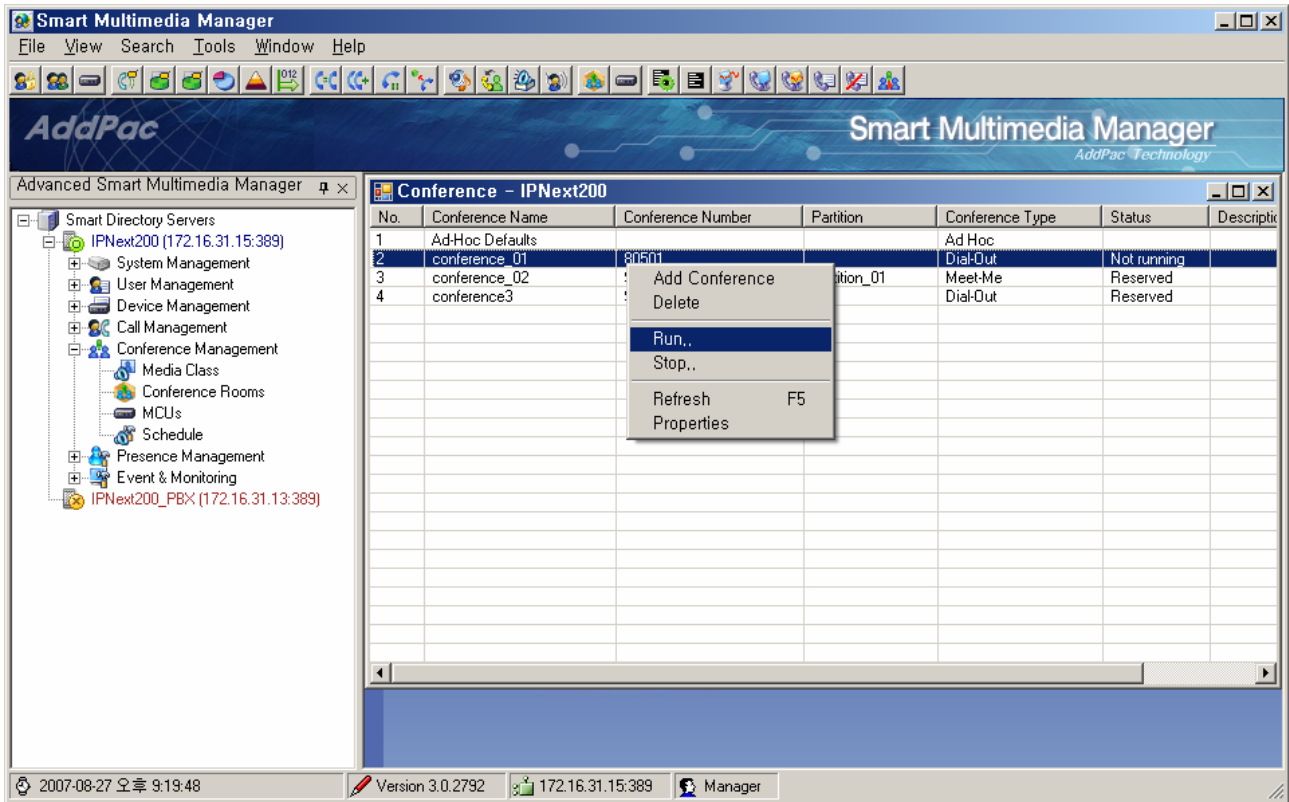 Smart Multimedia Manager
File View Search Tools Window Help
012
AddPac
Smart Multimedia Manager
AddPac Technology
Advanced Smart Multimedia Manager
Smart Directory Servers
IPNext200 (172.16.31.15:389)
System Management
User Management
Device Management
Call Management
Conference Management
Media Class
Conference Rooms
MCUs
Schedule
Presence Management
Event & Monitoring
IPNext200_PBX (172.16.31.13:389)
Conference - IPNext200
No. Conference Name Conference Number Partition Conference Type Status Descriptic
1 Ad-Hoc Defaults Ad Hoc
2 conference_01 80501 Dial-Out Not running
3 conference_02 Meet-Me Reserved
4 conference3 Dial-Out Reserved
Add Conference
Delete
Run,,
Stop,,
Refresh F5
Properties
2007-08-27 오후 9:19:48 Version 3.0.2792 172.16.31.15:389 Manager